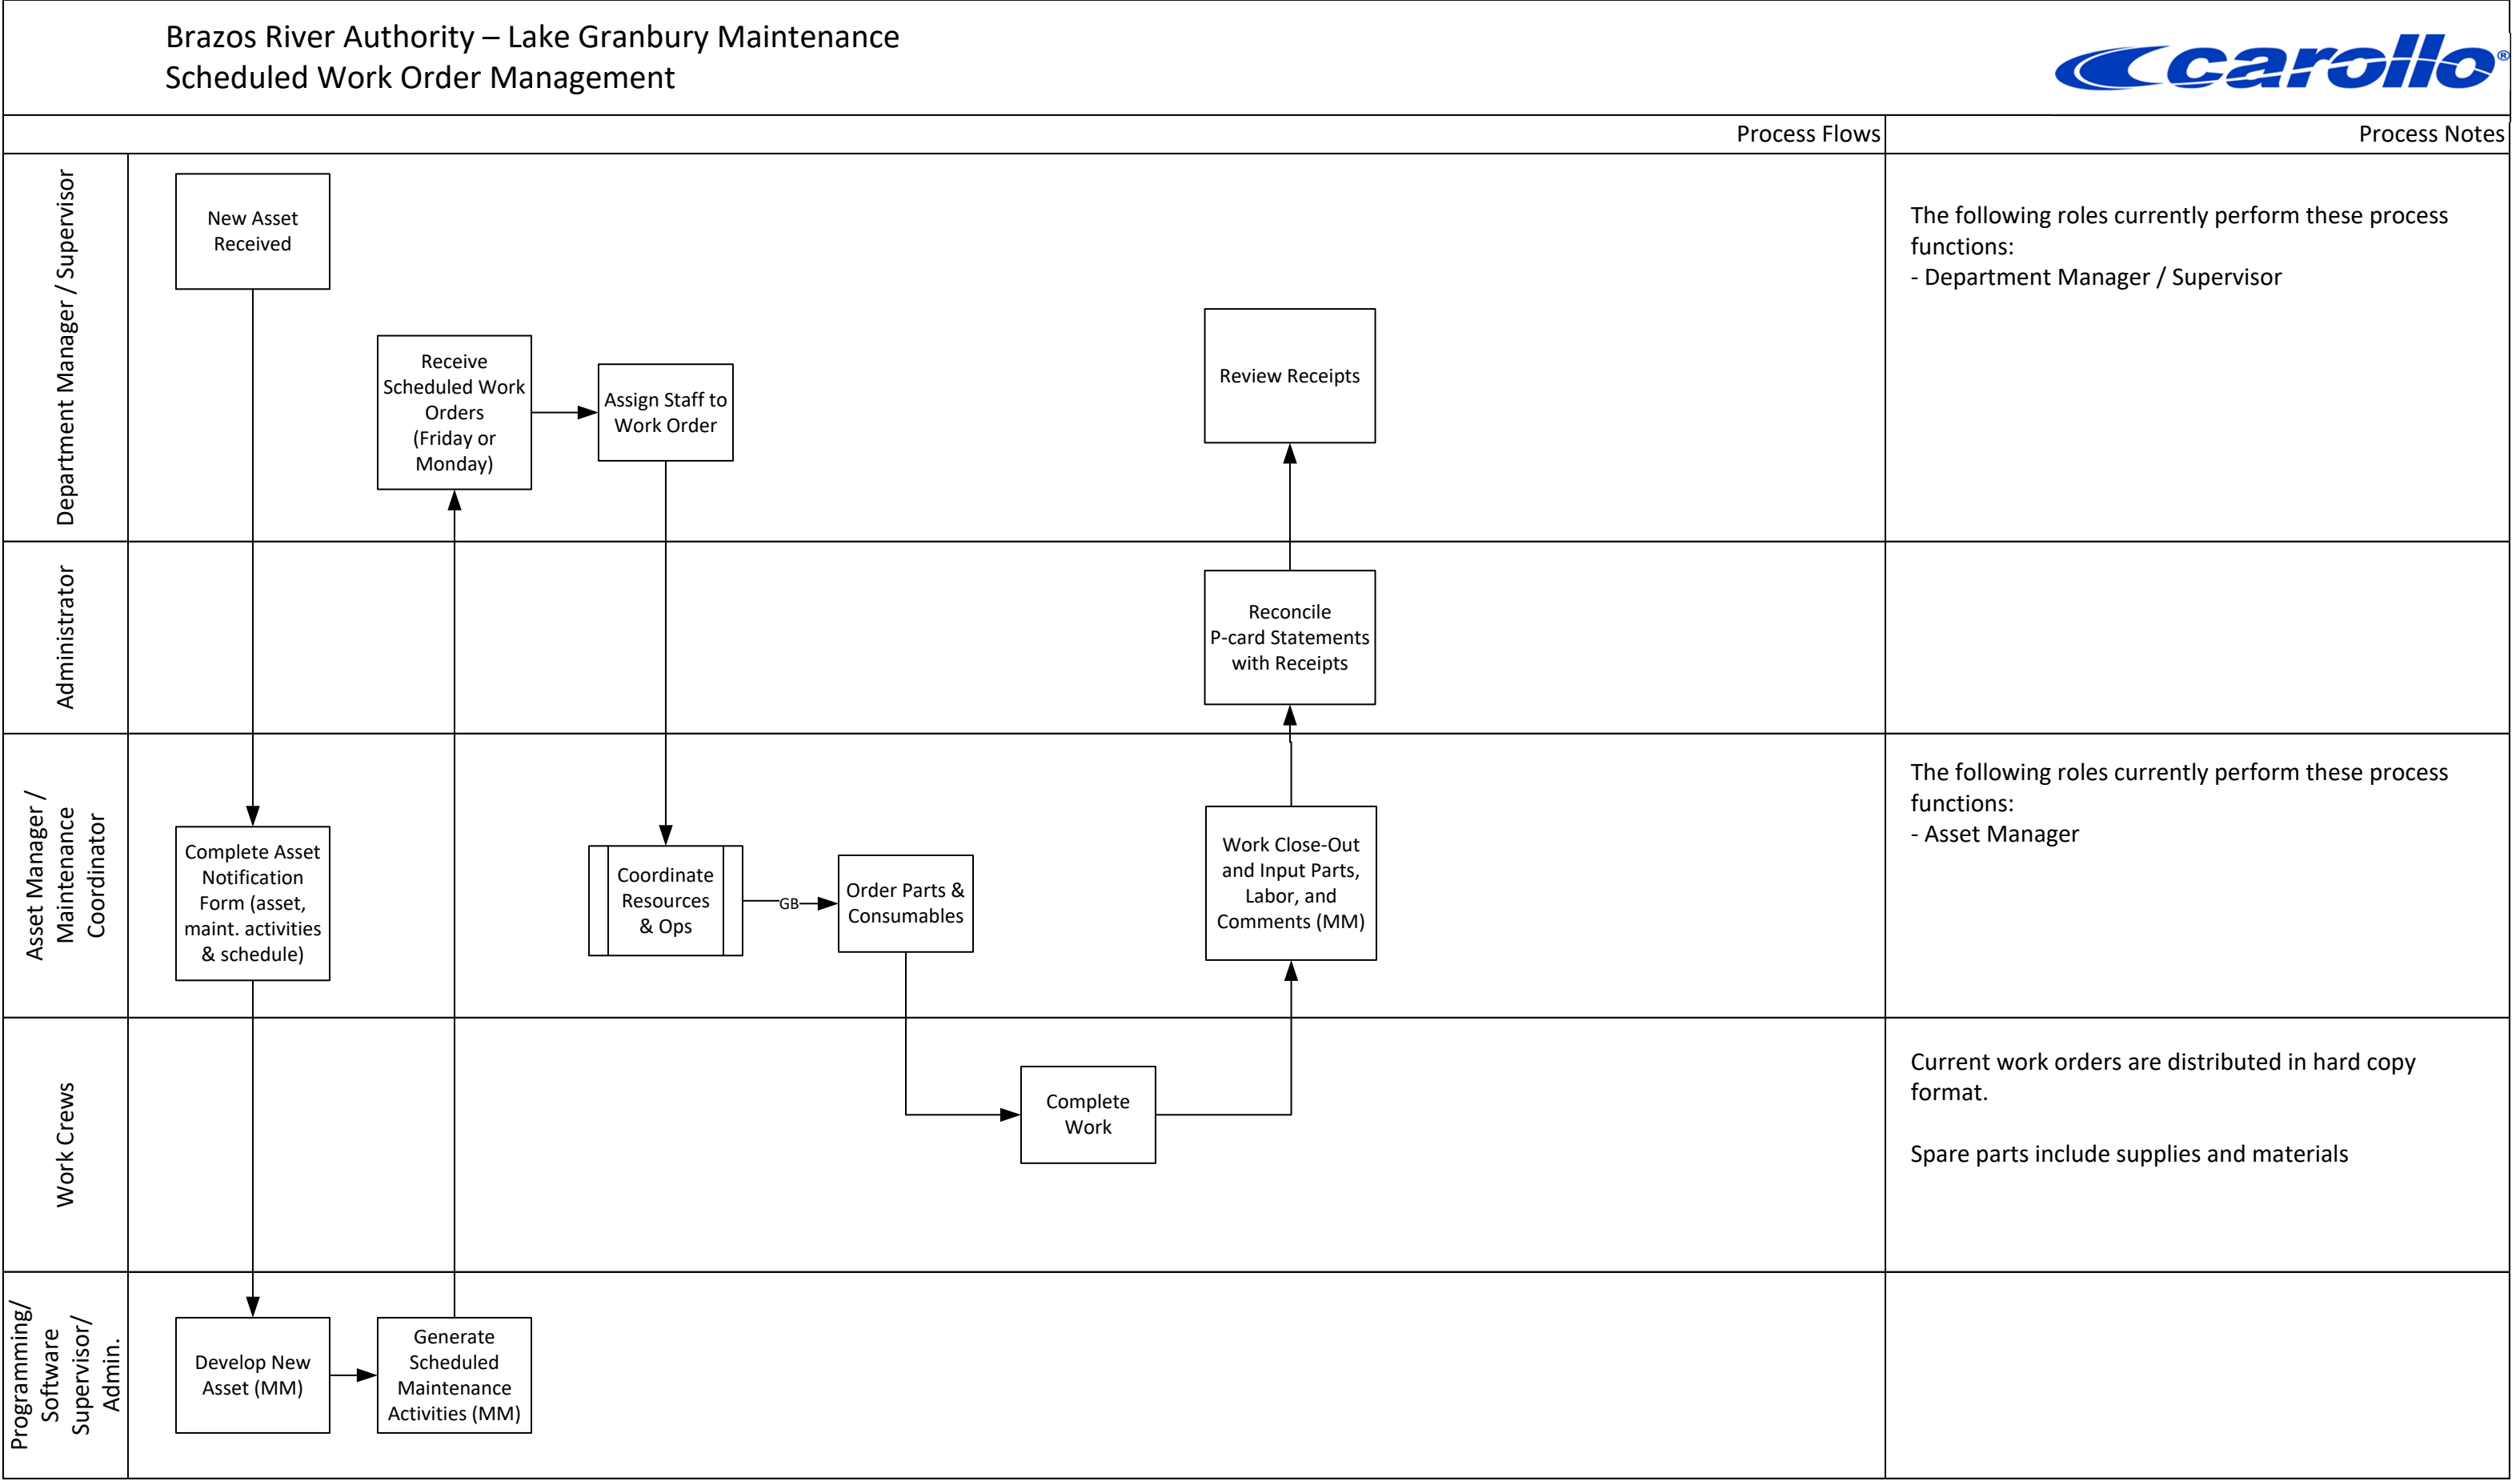 Brazos River Authority – Lake Granbury Maintenance
Scheduled Work Order Management
carollo®
Process Flows
Process Notes
Department Manager / Supervisor
New Asset
Received
Receive
Scheduled Work
Orders
(Friday or
Monday)
Assign Staff to
Work Order
Review Receipts
The following roles currently perform these process
functions:
- Department Manager / Supervisor
Administrator
Reconcile
P-card Statements
with Receipts
Asset Manager /
Maintenance
Coordinator
Complete Asset
Notification
Form (asset,
maint. activities
& schedule)
Coordinate
Resources
& Ops
GB
Order Parts &
Consumables
Work Close-Out
and Input Parts,
Labor, and
Comments (MM)
The following roles currently perform these process
functions:
- Asset Manager
Work Crews
Complete
Work
Current work orders are distributed in hard copy
format.
Spare parts include supplies and materials
Programming/
Software
Supervisor/
Admin.
Develop New
Asset (MM)
Generate
Scheduled
Maintenance
Activities (MM)